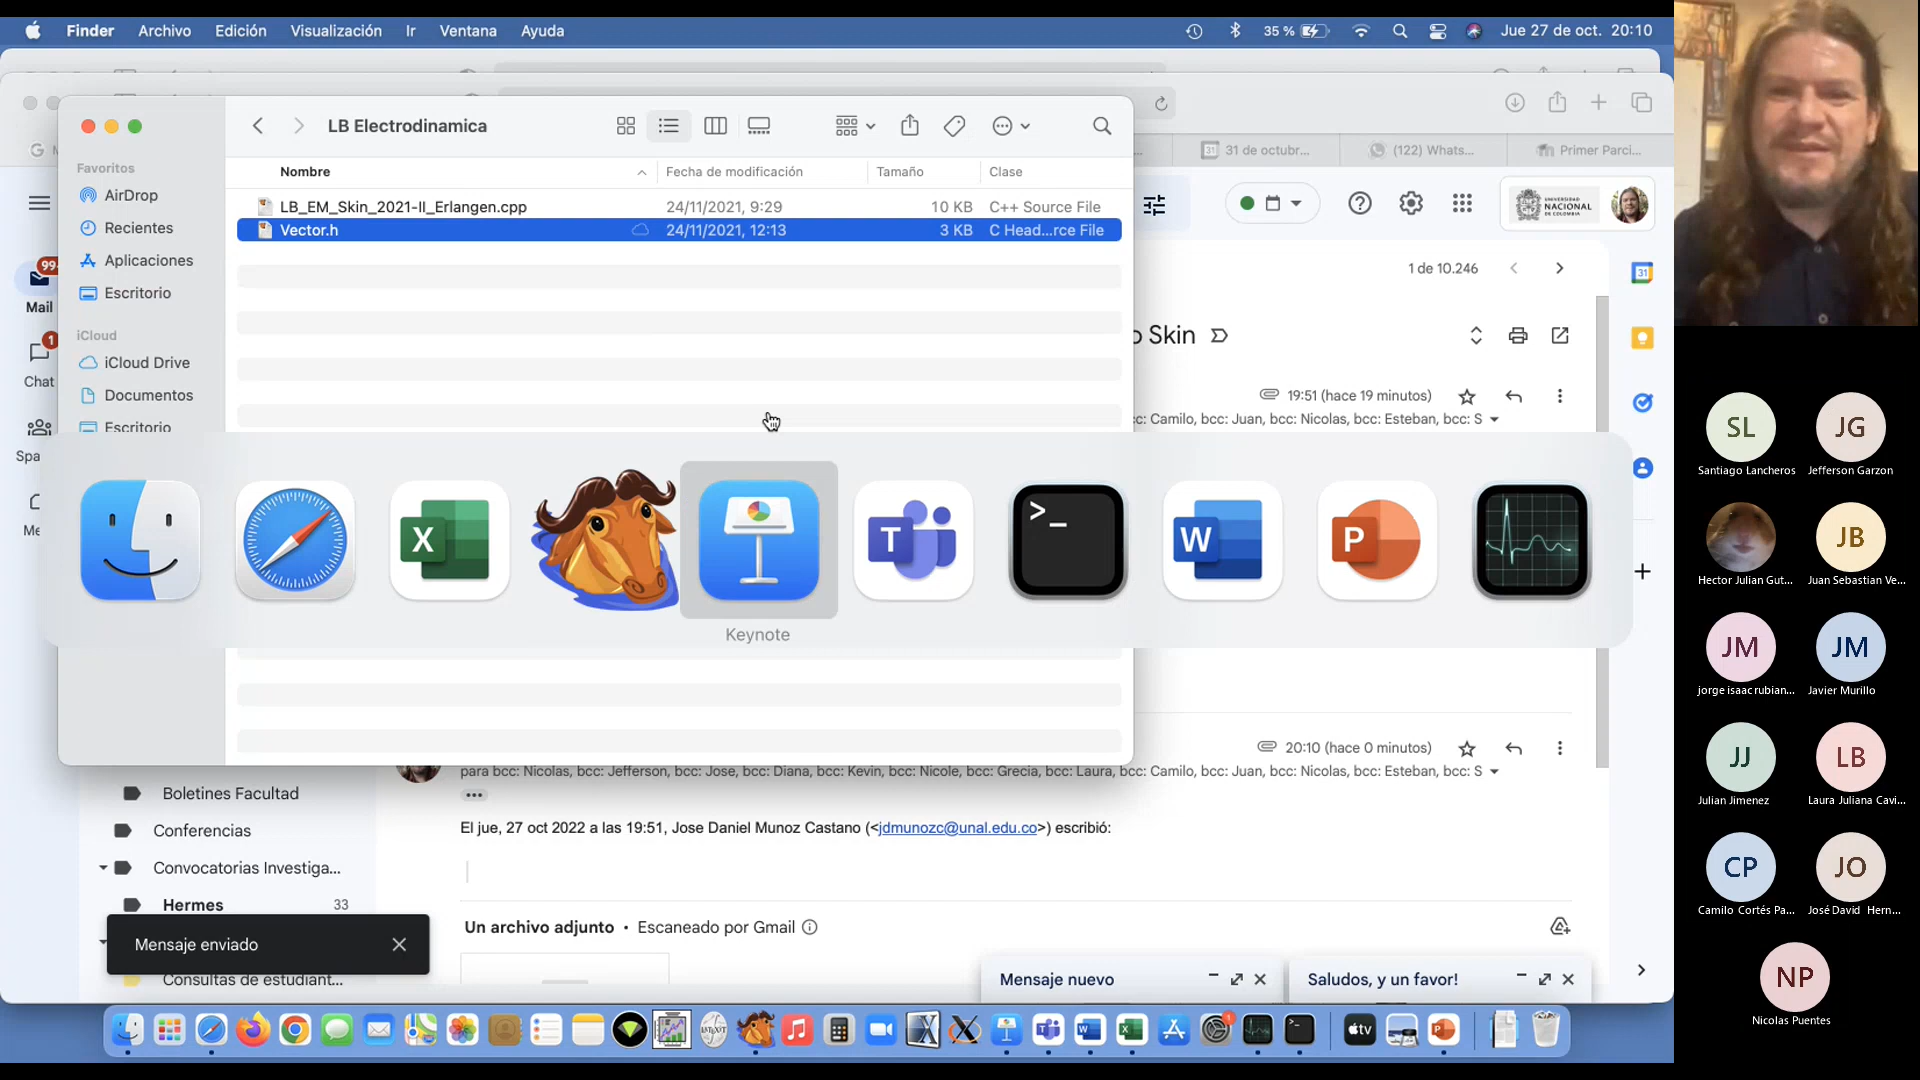 Finder Archivo Edición Visualización Ir Ventana Ayuda
35 % Jue 27 de oct. 20:10
LB Electrodinamica
31 de octubr...
(122) Whats...
Primer Parci...
Favoritos
AirDrop
Recientes
Aplicaciones
Escritorio
iCloud
iCloud Drive
Documentos
Escritorio
Nombre Fecha de modificación Tamaño Clase
LB_EM_Skin_2021-II_Erlangen.cpp 24/11/2021, 9:29 10 KB C++ Source File
Vector.h 24/11/2021, 12:13 3 KB C Head...rce File
UNIVERSIDAD
NACIONAL
DE COLOMBIA
99
Mail
1
Chat
Spa
Me
1 de 10.246
31
o Skin
19:51 (hace 19 minutos)
cc: Camilo, bcc: Juan, bcc: Nicolas, bcc: Esteban, bcc: S
X
T
>_
W
P
Keynote
20:10 (hace 0 minutos)
para bcc: Nicolas, bcc: Jefferson, bcc: Jose, bcc: Diana, bcc: Kevin, bcc: Nicole, bcc: Grecia, bcc: Laura, bcc: Camilo, bcc: Juan, bcc: Nicolas, bcc: Esteban, bcc: S
El jue, 27 oct 2022 a las 19:51, Jose Daniel Munoz Castano (<jdmunozc@unal.edu.co>) escribió:
Boletines Facultad
Conferencias
Convocatorias Investiga...
Hermes 33
Mensaje enviado
Consultas de estudiant...
Un archivo adjunto • Escaneado por Gmail
Mensaje nuevo
Saludos, y un favor!
tv
SL
Santiago Lancheros
JG
Jefferson Garzon
Hector Julian Gut...
JB
Juan Sebastian Ve...
JM
jorge isaac rubian...
JM
Javier Murillo
JJ
Julian Jimenez
LB
Laura Juliana Cavi...
CP
Camilo Cortés Pa...
JO
José David Hern...
NP
Nicolas Puentes